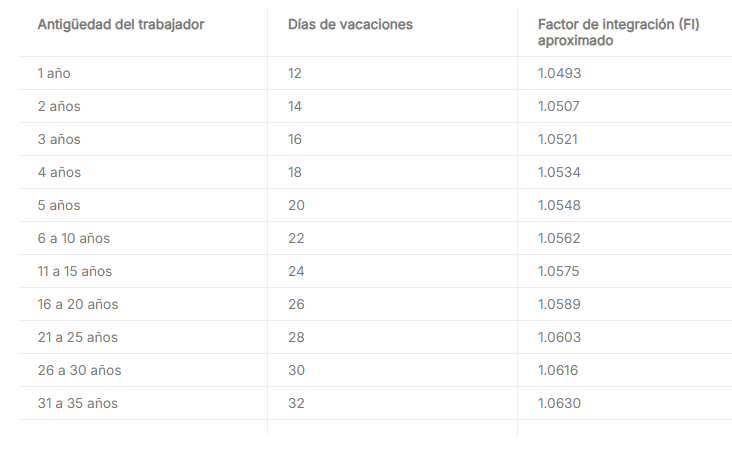 Antigüedad del trabajador Días de vacaciones Factor de integración (FI)
aproximado
1 año 12 1.0493
2 años 14 1.0507
3 años 16 1.0521
4 años 18 1.0534
5 años 20 1.0548
6 a 10 años 22 1.0562
11 a 15 años 24 1.0575
16 a 20 años 26 1.0589
21 a 25 años 28 1.0603
26 a 30 años 30 1.0616
31 a 35 años 32 1.0630